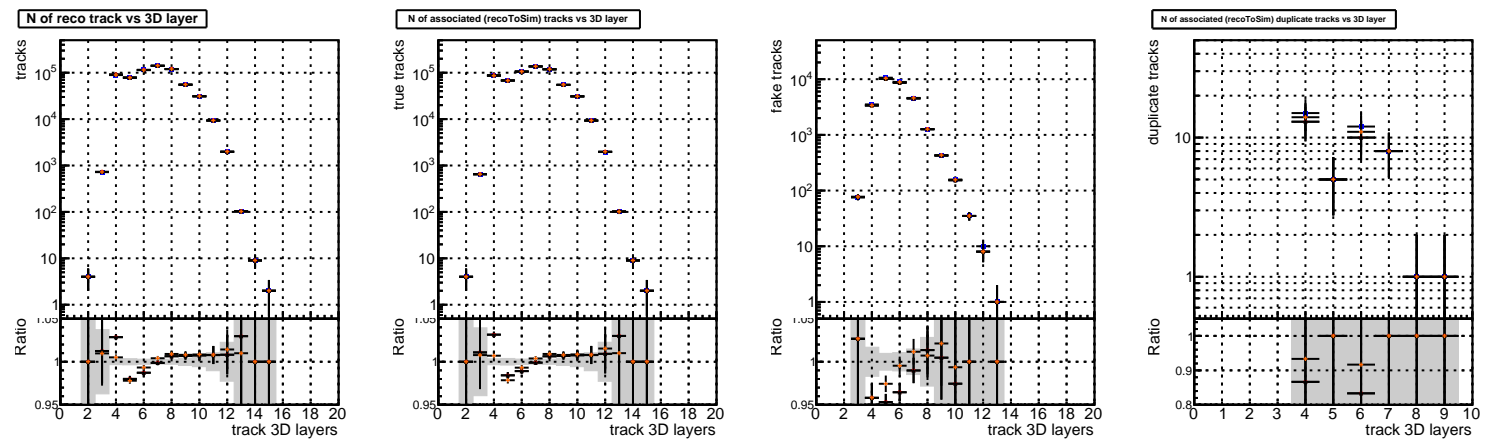 N of reco track vs 3D layer
tracks
10^5
10^4
10^3
10^2
10
1
Ratio
1.05
1
0.95
0 2 4 6 8 10 12 14 16 18 20
track 3D layers
N of associated (recoToSim) tracks vs 3D layer
true tracks
10^5
10^4
10^3
10^2
10
1
Ratio
1.05
1
0.95
0 2 4 6 8 10 12 14 16 18 20
track 3D layers
fake tracks
10^4
10^3
10^2
10
1
Ratio
1.05
1
0.95
0 2 4 6 8 10 12 14 16 18 20
track 3D layers
N of associated (recoToSim) duplicate tracks vs 3D layer
duplicate tracks
10
1
Ratio
1
0.9
0.8
0 1 2 3 4 5 6 7 8 9 10
track 3D layers